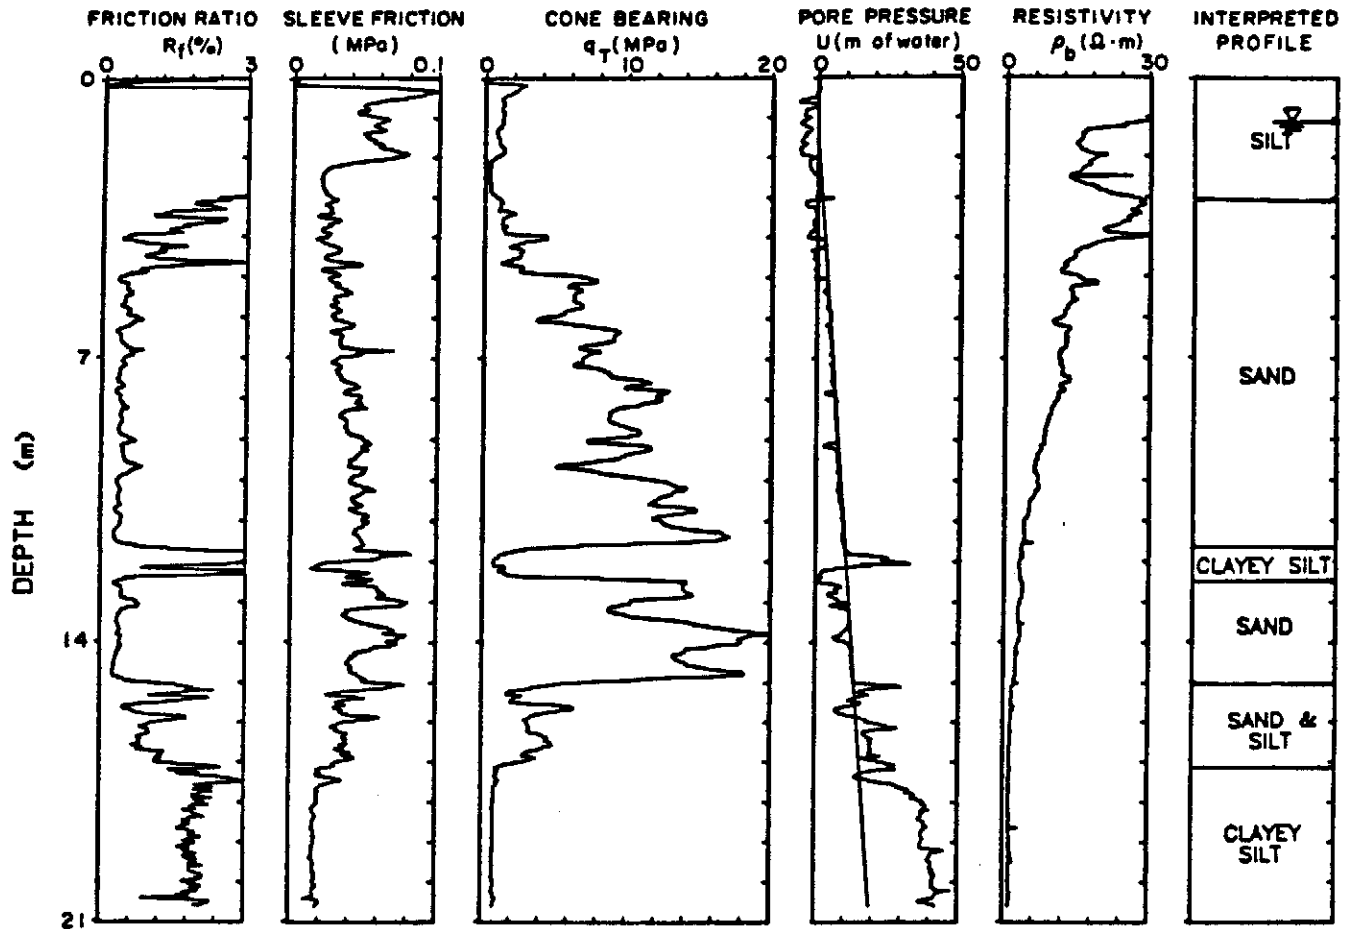 FRICTION RATIO
Rf(%)
SLEEVE FRICTION
(MPa)
CONE BEARING
qT(MPa)
PORE PRESSURE
U(m of water)
RESISTIVITY
ρb(Ω·m)
INTERPRETED
PROFILE
0 3
0 0.1
0 10 20
0 50
0 30
0
7
14
21
DEPTH (m)
SILT
SAND
CLAYEY SILT
SAND
SAND &
SILT
CLAYEY
SILT